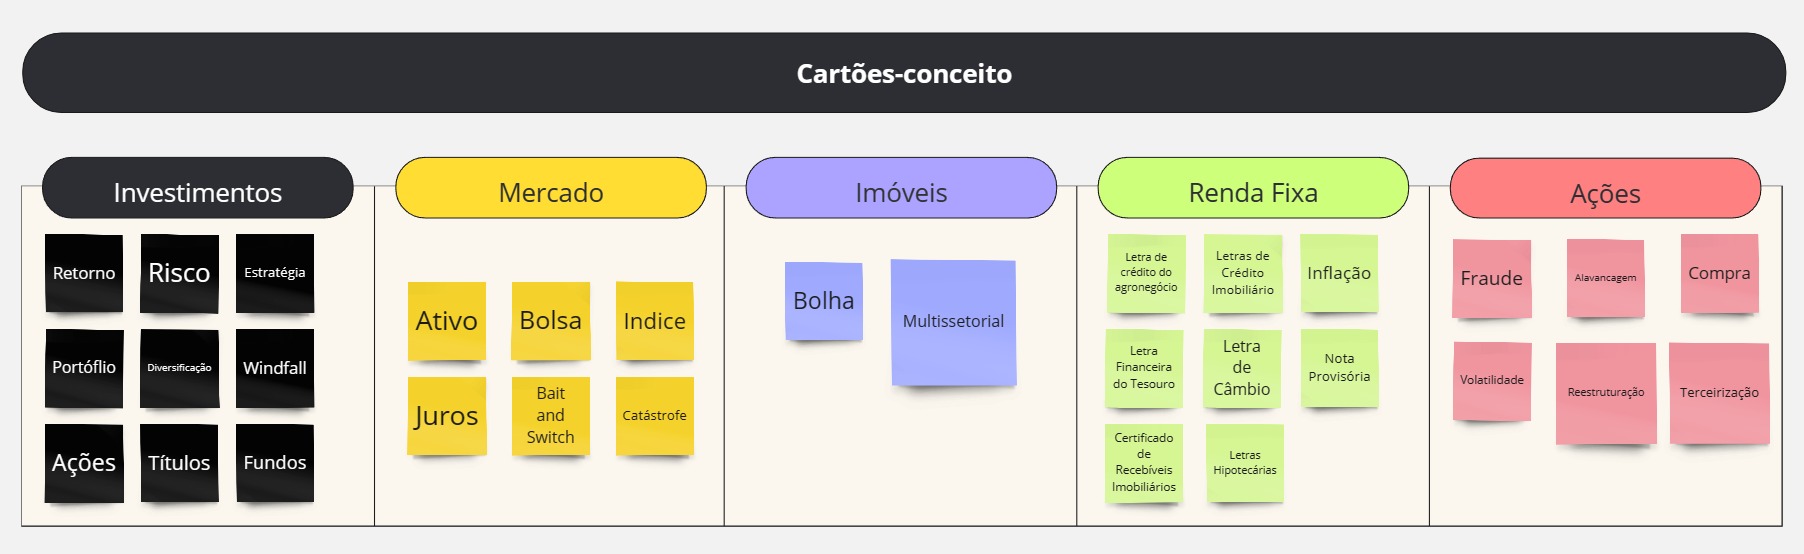 Cartões-conceito
Investimentos
Retorno
Risco
Estratégia
Portóflio
Diversificação
Windfall
Ações
Títulos
Fundos
Mercado
Ativo
Bolsa
Indice
Juros
Bait
and
Switch
Catástrofe
Imóveis
Bolha
Multissetorial
Renda Fixa
Letra de
crédito do
agronegócio
Letras de
Crédito
Imobiliário
Inflação
Letra
Financeira
do Tesouro
Letra
de
Câmbio
Nota
Provisória
Certificado
de
Recebíveis
Imobiliários
Letras
Hipotecárias
Ações
Fraude
Alavancagem
Compra
Volatilidade
Reestruturação
Terceirização